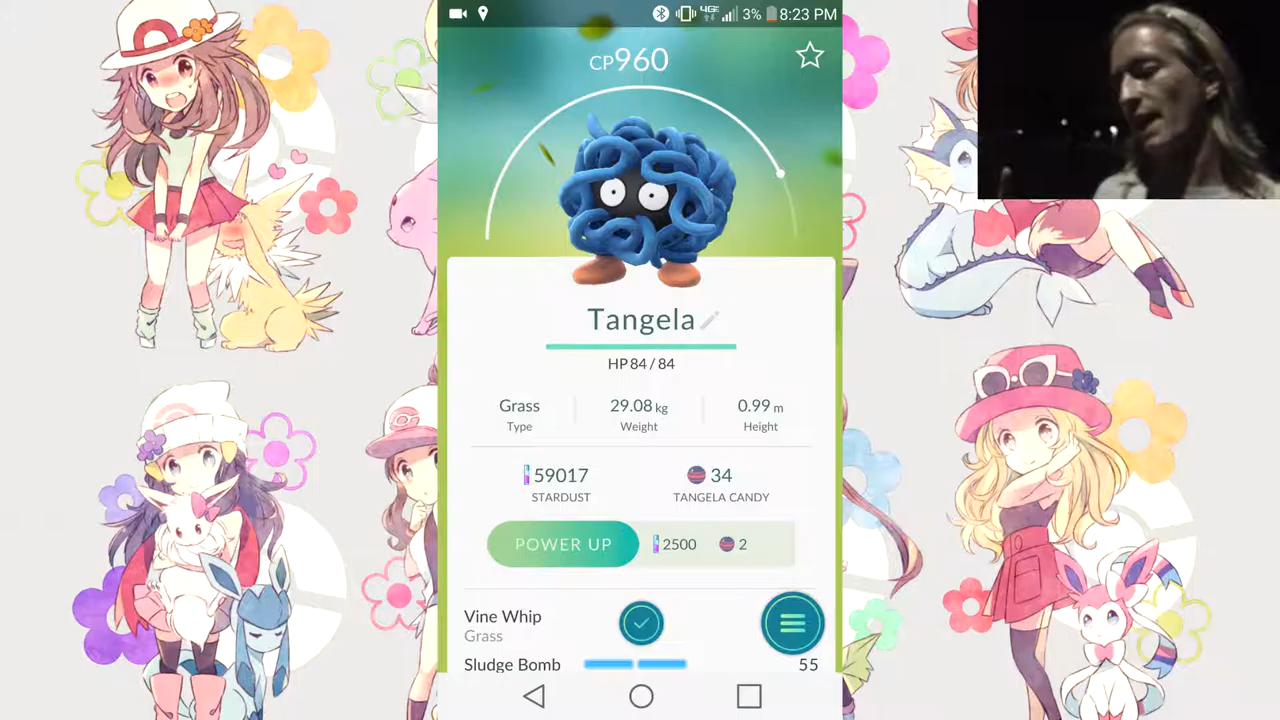 4GE 3% 8:23 PM
CP960
Tangela
HP 84 / 84
Grass 29.08 kg 0.99 m
Type Weight Height
59017 34
STARDUST TANGELA CANDY
POWER UP 2500 2
Vine Whip
Grass
Sludge Bomb 55